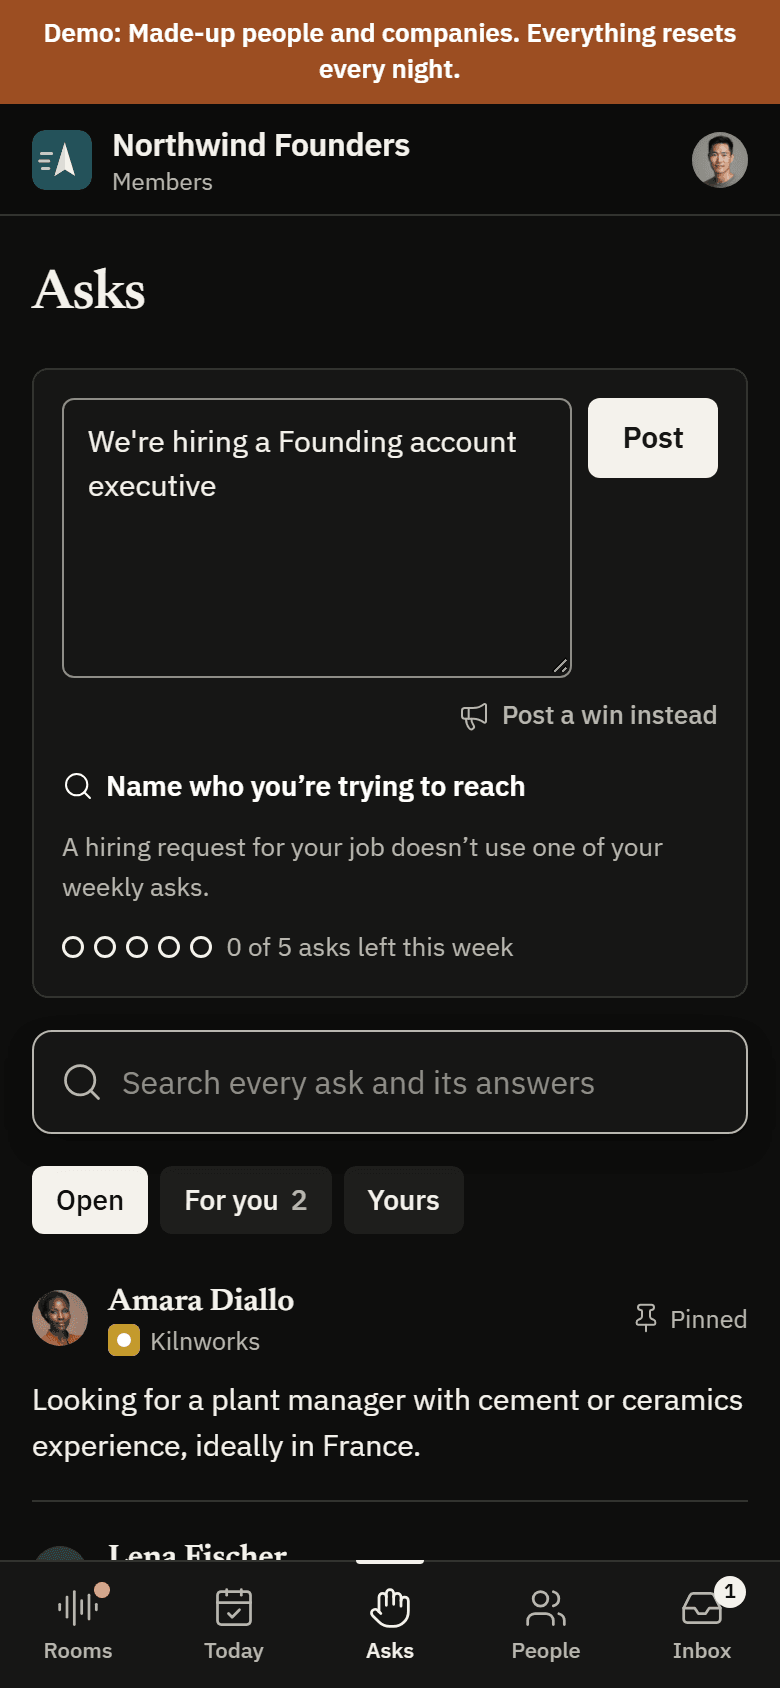 Demo: Made-up people and companies. Everything resets
every night.
Northwind Founders
Members
Asks
We're hiring a Founding account
executive
Post
Post a win instead
Name who you’re trying to reach
A hiring request for your job doesn’t use one of your
weekly asks.
0 of 5 asks left this week
Search every ask and its answers
Open
For you 2
Yours
Amara Diallo
Kilnworks
Pinned
Looking for a plant manager with cement or ceramics
experience, ideally in France.
Lena Fischer
1
Rooms
Today
Asks
People
Inbox